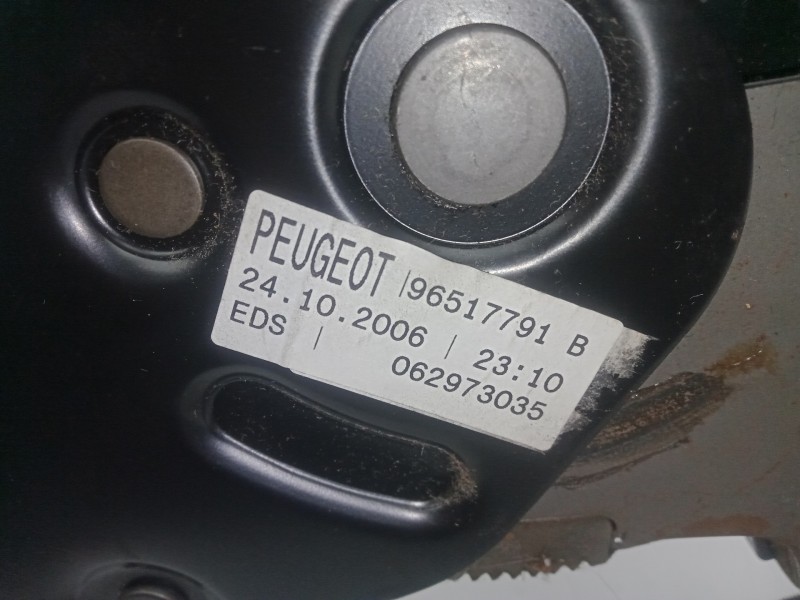 PEUGEOT | 96517791 B
24.10.2006 | 23:10
EDS | 062973035